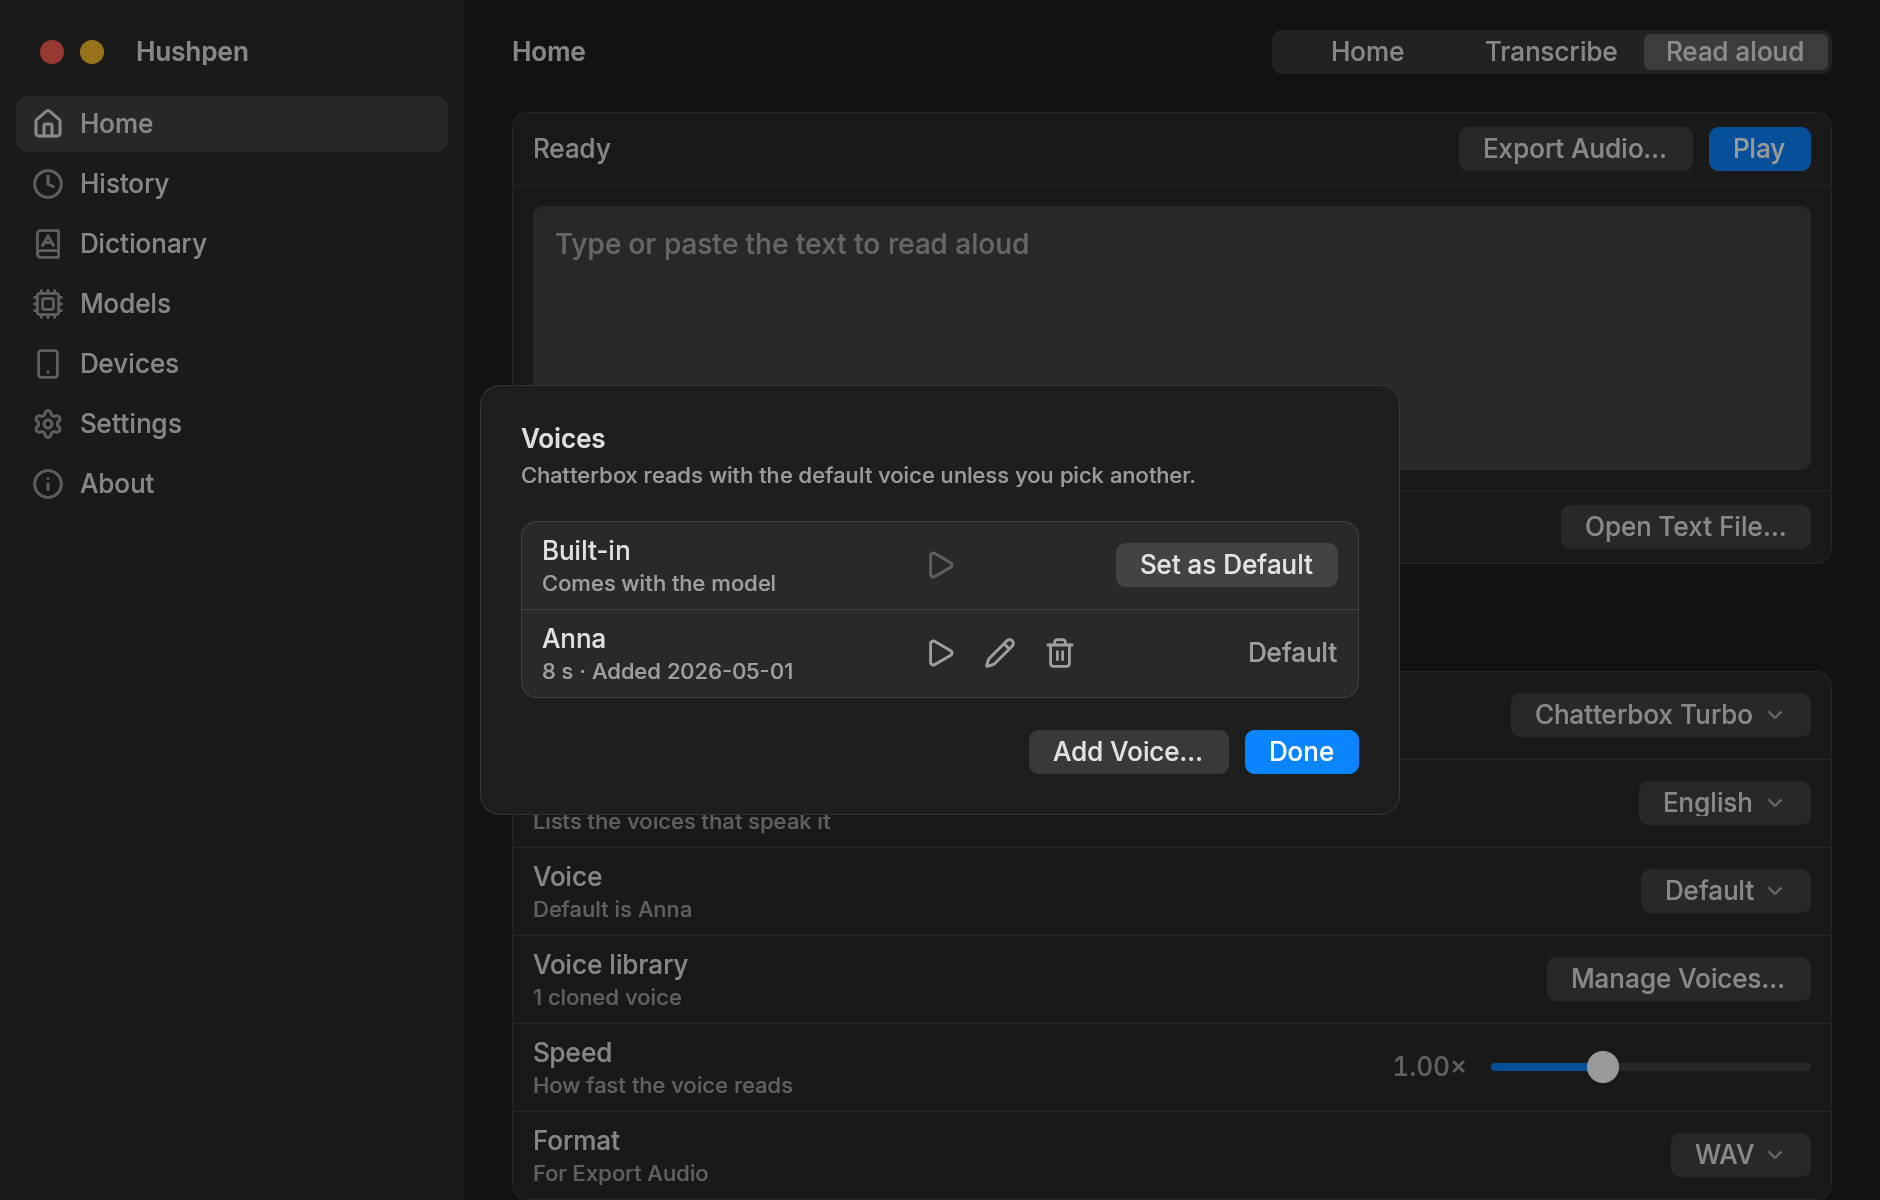 Hushpen
Home
History
Dictionary
Models
Devices
Settings
About
Home
Home
Transcribe
Read aloud
Ready
Export Audio...
Play
Type or paste the text to read aloud
Open Text File...
Voices
Chatterbox reads with the default voice unless you pick another.
Built-in
Comes with the model
Set as Default
Anna
8 s · Added 2026-05-01
Default
Add Voice...
Done
Chatterbox Turbo
English
Lists the voices that speak it
Voice
Default is Anna
Default
Voice library
1 cloned voice
Manage Voices...
Speed
How fast the voice reads
1.00×
Format
For Export Audio
WAV